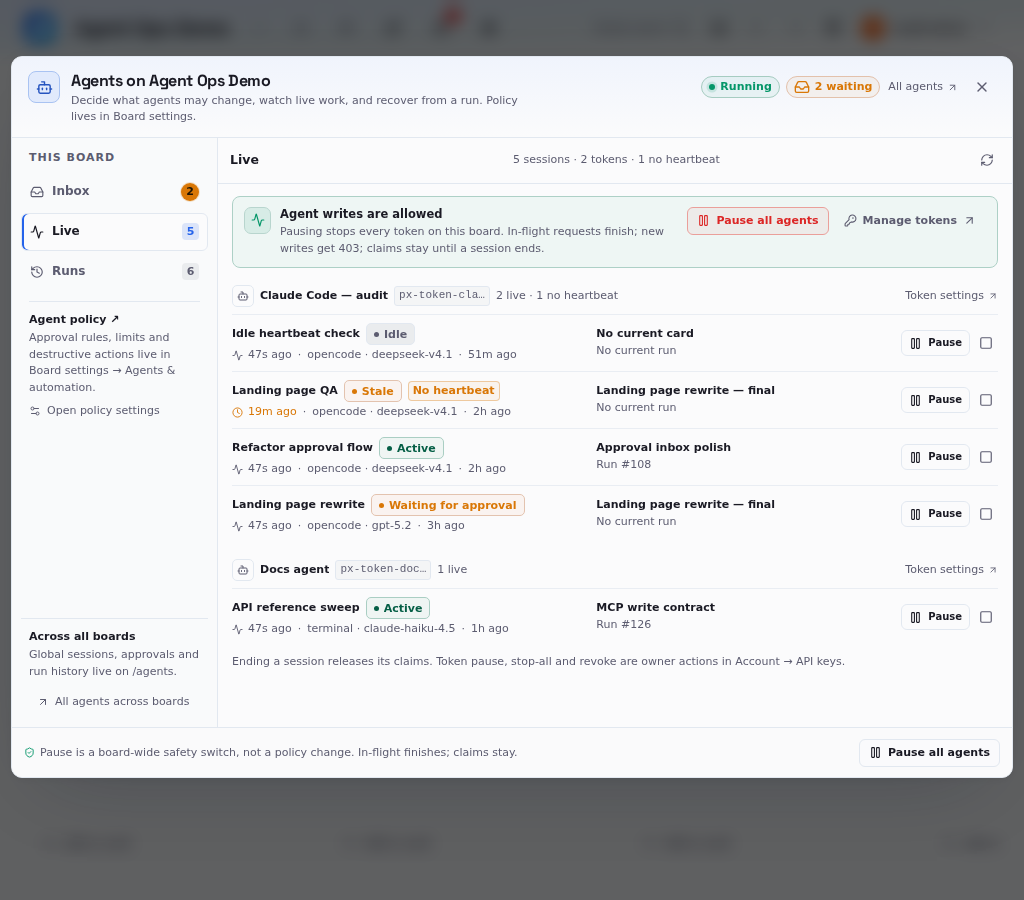 Agents on Agent Ops Demo
Decide what agents may change, watch live work, and recover from a run. Policy
lives in Board settings.
Running
2 waiting
All agents ↗
THIS BOARD
Inbox 2
Live 5
Runs 6
Agent policy ↗
Approval rules, limits and
destructive actions live in
Board settings → Agents &
automation.
Open policy settings
Across all boards
Global sessions, approvals and
run history live on /agents.
↗ All agents across boards
Live
5 sessions · 2 tokens · 1 no heartbeat
Agent writes are allowed
Pausing stops every token on this board. In-flight requests finish; new
writes get 403; claims stay until a session ends.
Pause all agents
Manage tokens ↗
Claude Code — audit px-token-cla… 2 live · 1 no heartbeat
Token settings ↗
Idle heartbeat check Idle
47s ago · opencode · deepseek-v4.1 · 51m ago
No current card
No current run
Pause
Landing page QA Stale No heartbeat
19m ago · opencode · deepseek-v4.1 · 2h ago
Landing page rewrite — final
No current run
Pause
Refactor approval flow Active
47s ago · opencode · deepseek-v4.1 · 2h ago
Approval inbox polish
Run #108
Pause
Landing page rewrite Waiting for approval
47s ago · opencode · gpt-5.2 · 3h ago
Landing page rewrite — final
No current run
Pause
Docs agent px-token-doc… 1 live
Token settings ↗
API reference sweep Active
47s ago · terminal · claude-haiku-4.5 · 1h ago
MCP write contract
Run #126
Pause
Ending a session releases its claims. Token pause, stop-all and revoke are owner actions in Account → API keys.
Pause is a board-wide safety switch, not a policy change. In-flight finishes; claims stay.
Pause all agents